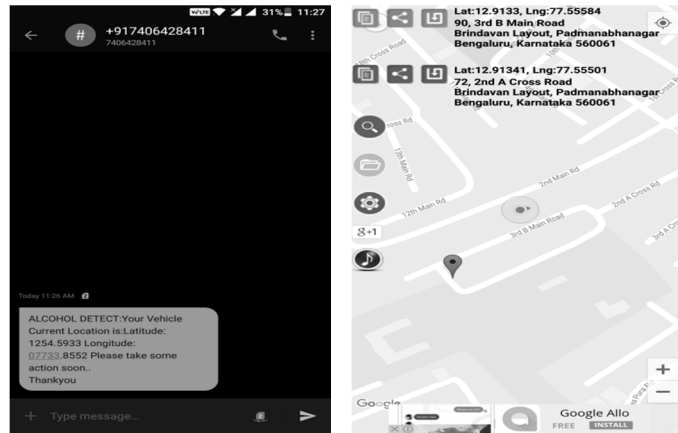 VoLTE 31% 11:27
+917406428411
7406428411
#
Today 11:26 AM 2
ALCOHOL DETECT:Your Vehicle
Current Location is:Latitude:
1254.5933 Longitude:
07733.8552 Please take some
action soon..
Thankyou
Type message...
Lat:12.9133, Lng:77.55584
90, 3rd B Main Road
Brindavan Layout, Padmanabhanagar
Bengaluru, Karnataka 560061
Lat:12.91341, Lng:77.55501
72, 2nd A Cross Road
Brindavan Layout, Padmanabhanagar
Bengaluru, Karnataka 560061
13th Main Rd
12th Main Rd
2nd Main Rd
2nd A Cross Rd
3rd B Main Road
g+1
Google
Google Allo
FREE INSTALL